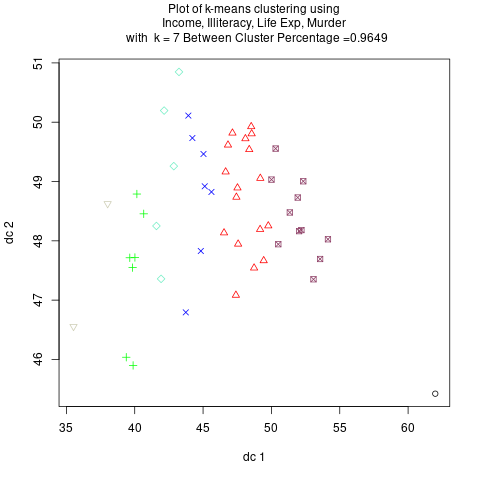 Plot of k-means clustering using
Income, Illiteracy, Life Exp, Murder
with k = 7 Between Cluster Percentage =0.9649
51
50
49
48
47
46
dc 2
35
40
45
50
55
60
dc 1